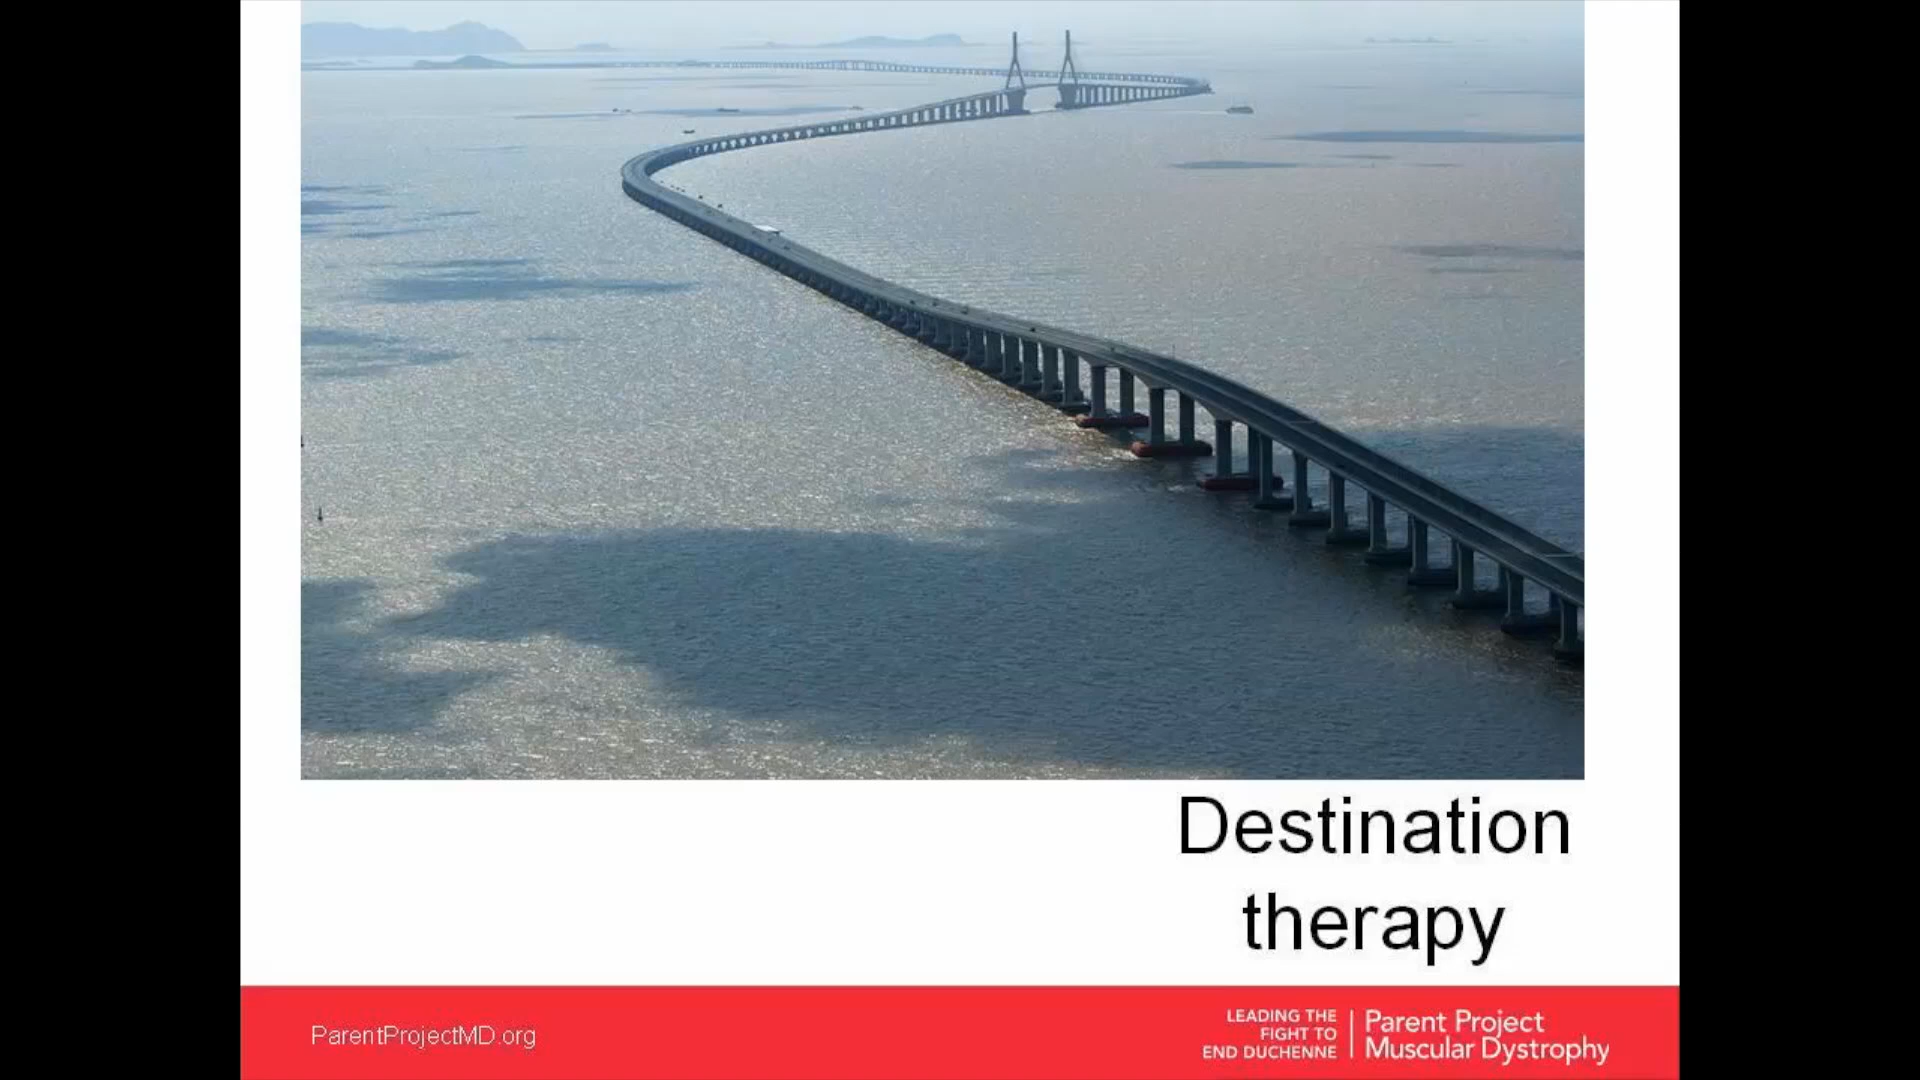 Destination
therapy
ParentProjectMD.org
LEADING THE
FIGHT TO
END DUCHENNE
Parent Project
Muscular Dystrophy